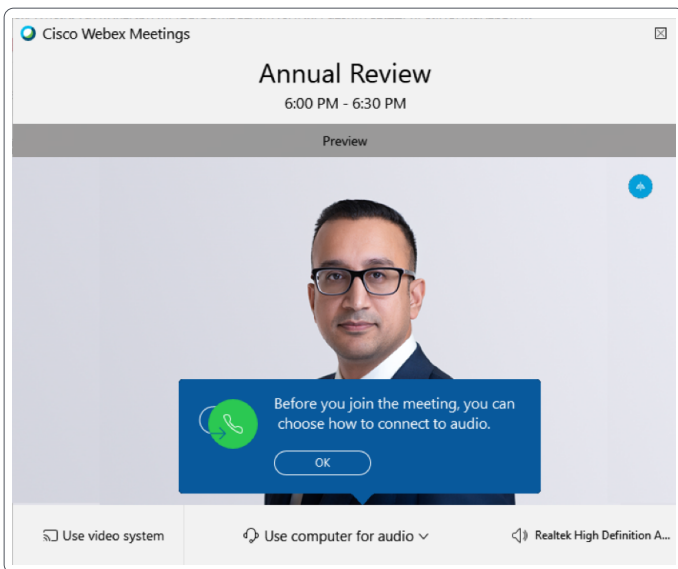 Cisco Webex Meetings
Annual Review
6:00 PM - 6:30 PM
Preview
Before you join the meeting, you can
choose how to connect to audio.
OK
Use video system
Use computer for audio
Realtek High Definition A...